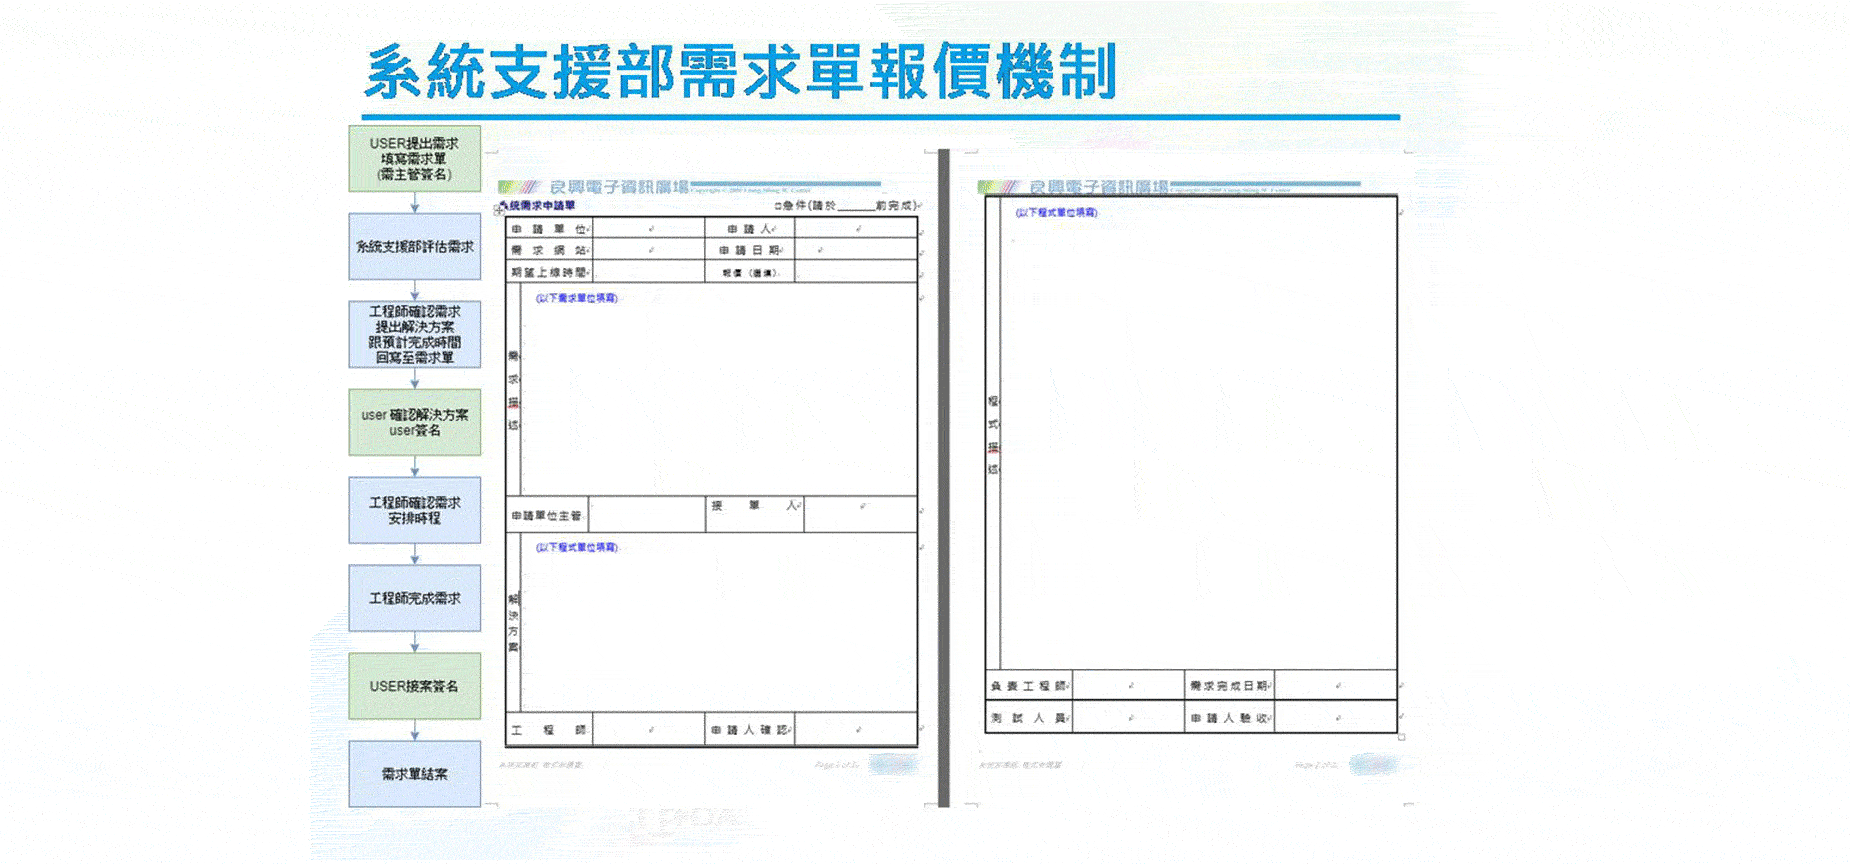 系統支援部需求單報價機制
USER提出需求
填寫需求單
(需主管簽名)
系統支援部評估需求
工程師確認需求
提出解決方案
跟預計完成時間
回寫至需求單
user 確認解決方案
user簽名
工程師確認需求
安排時程
工程師完成需求
USER接案簽名
需求單結案
良興電子資訊廣場
系統需求申請單
□急件(請於______前完成)
申請單位
申請人
需求網站
申請日期
期望上線時間
報價（選填）
(以下需求單位填寫)
需求描述
申請單位主管
接單人
(以下程式單位填寫)
解決方案
工程師
申請人確認
良興電子資訊廣場
(以下程式單位填寫)
程式描述
負責工程師
需求完成日期
測試人員
申請人驗收